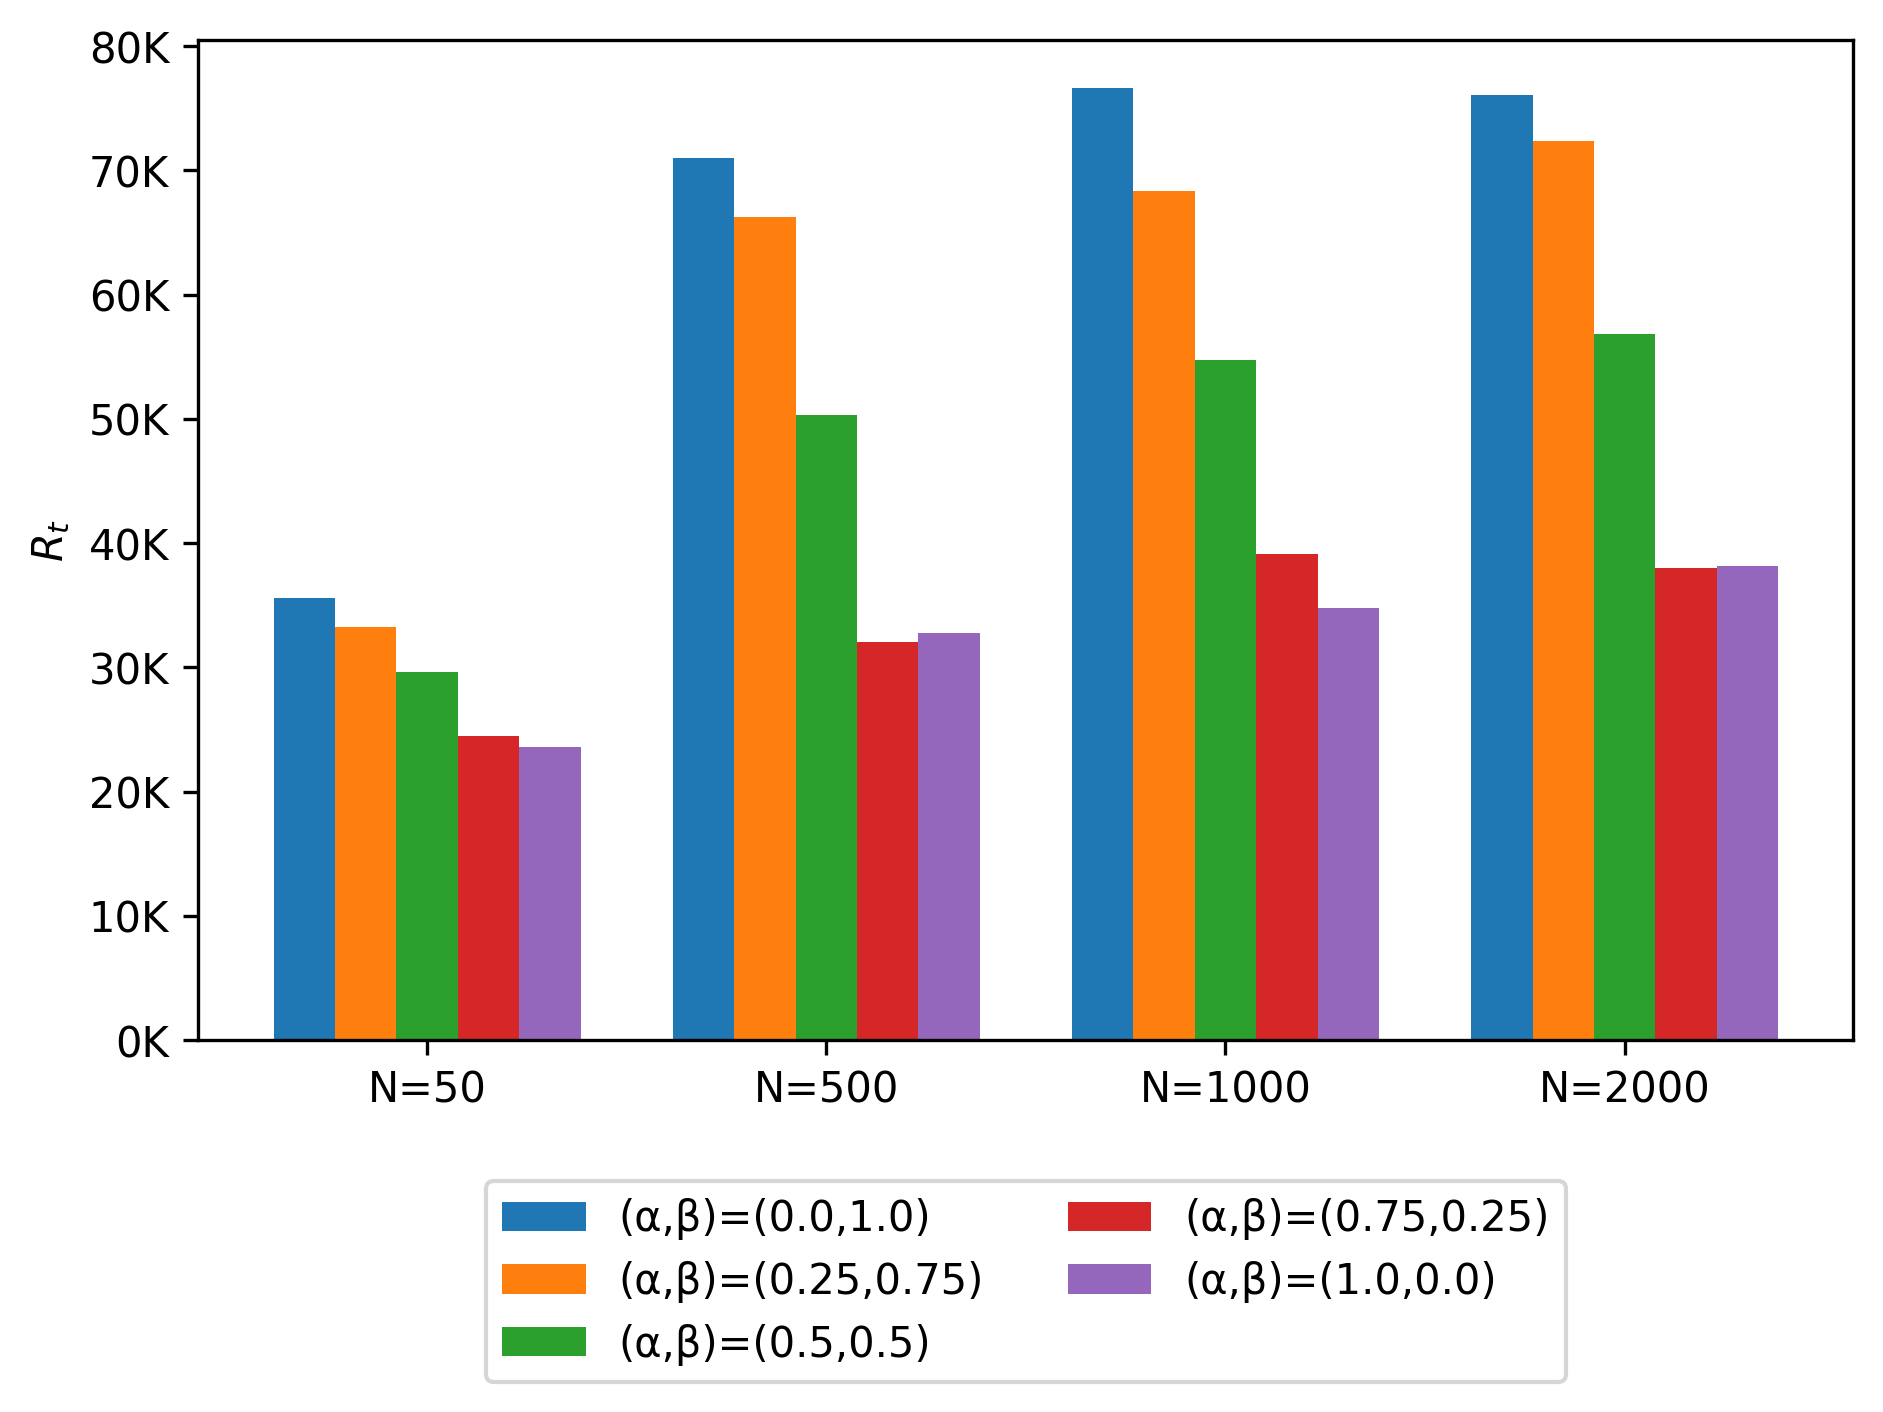 80K
70K
60K
50K
40K
30K
20K
10K
0K
R_t
N=50 N=500 N=1000 N=2000
(α,β)=(0.0,1.0) (α,β)=(0.75,0.25)
(α,β)=(0.25,0.75) (α,β)=(1.0,0.0)
(α,β)=(0.5,0.5)